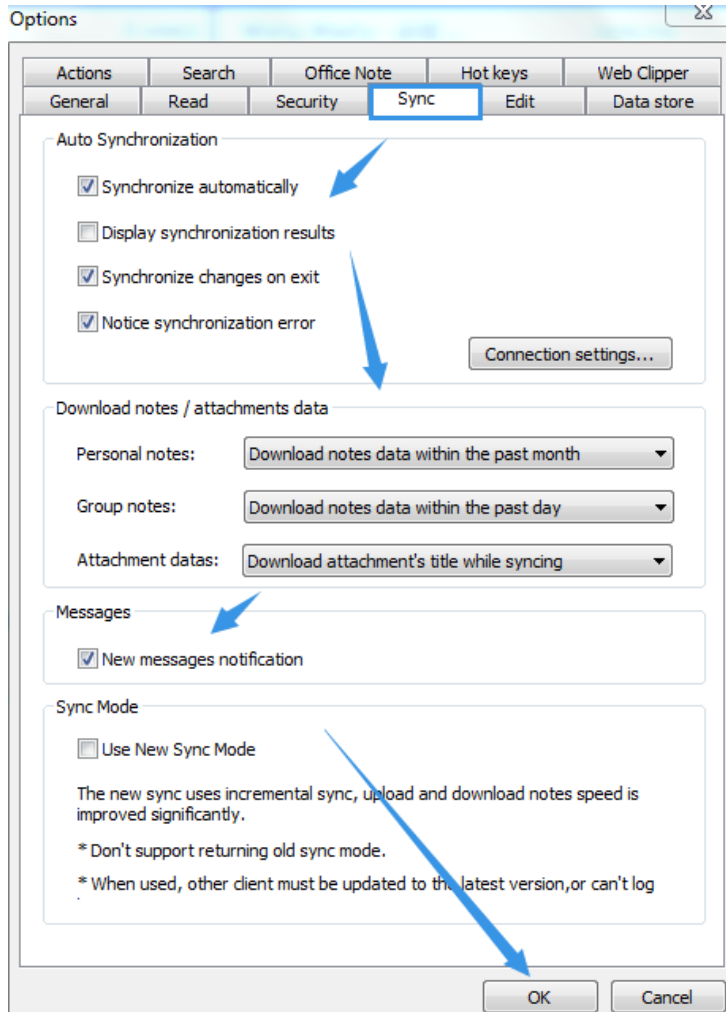 Options
Actions Search Office Note Hot keys Web Clipper
General Read Security Sync Edit Data store
Auto Synchronization
Synchronize automatically
Display synchronization results
Synchronize changes on exit
Notice synchronization error
Connection settings...
Download notes / attachments data
Personal notes: Download notes data within the past month
Group notes: Download notes data within the past day
Attachment datas: Download attachment's title while syncing
Messages
New messages notification
Sync Mode
Use New Sync Mode
The new sync uses incremental sync, upload and download notes speed is
improved significantly.
* Don't support returning old sync mode.
* When used, other client must be updated to the latest version,or can't log
OK Cancel